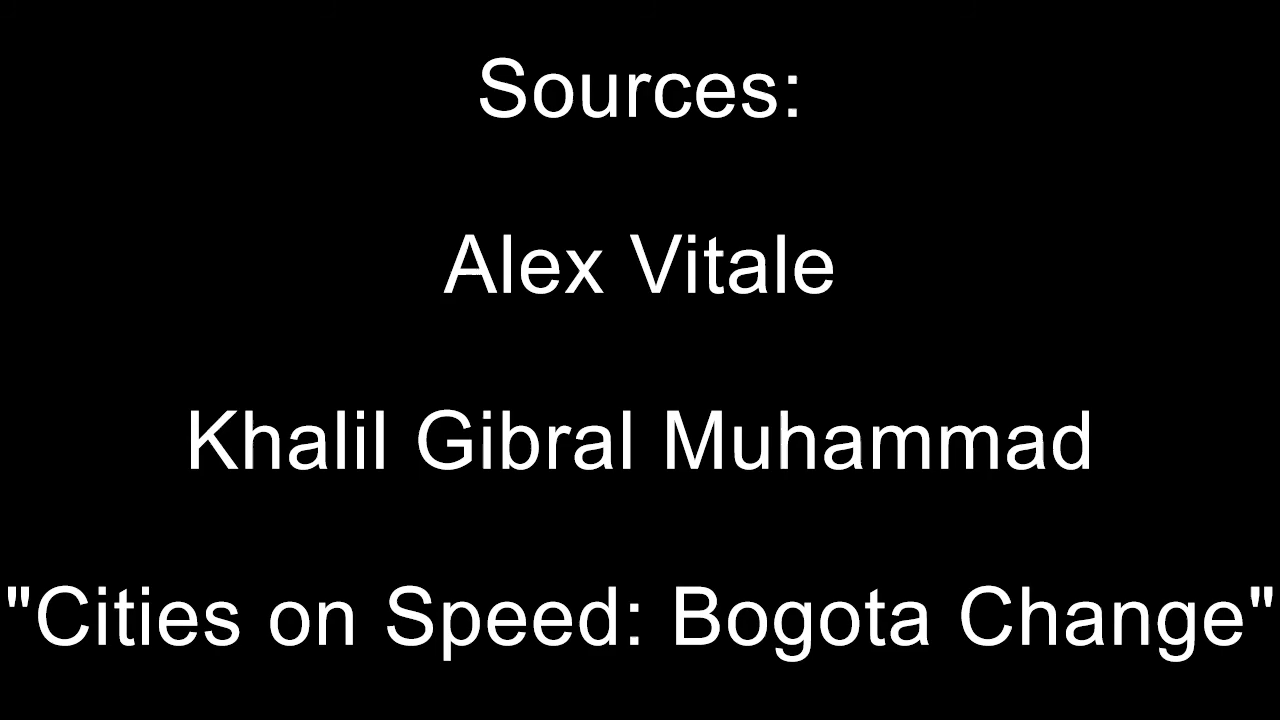 Sources:
Alex Vitale
Khalil Gibral Muhammad
"Cities on Speed: Bogota Change"